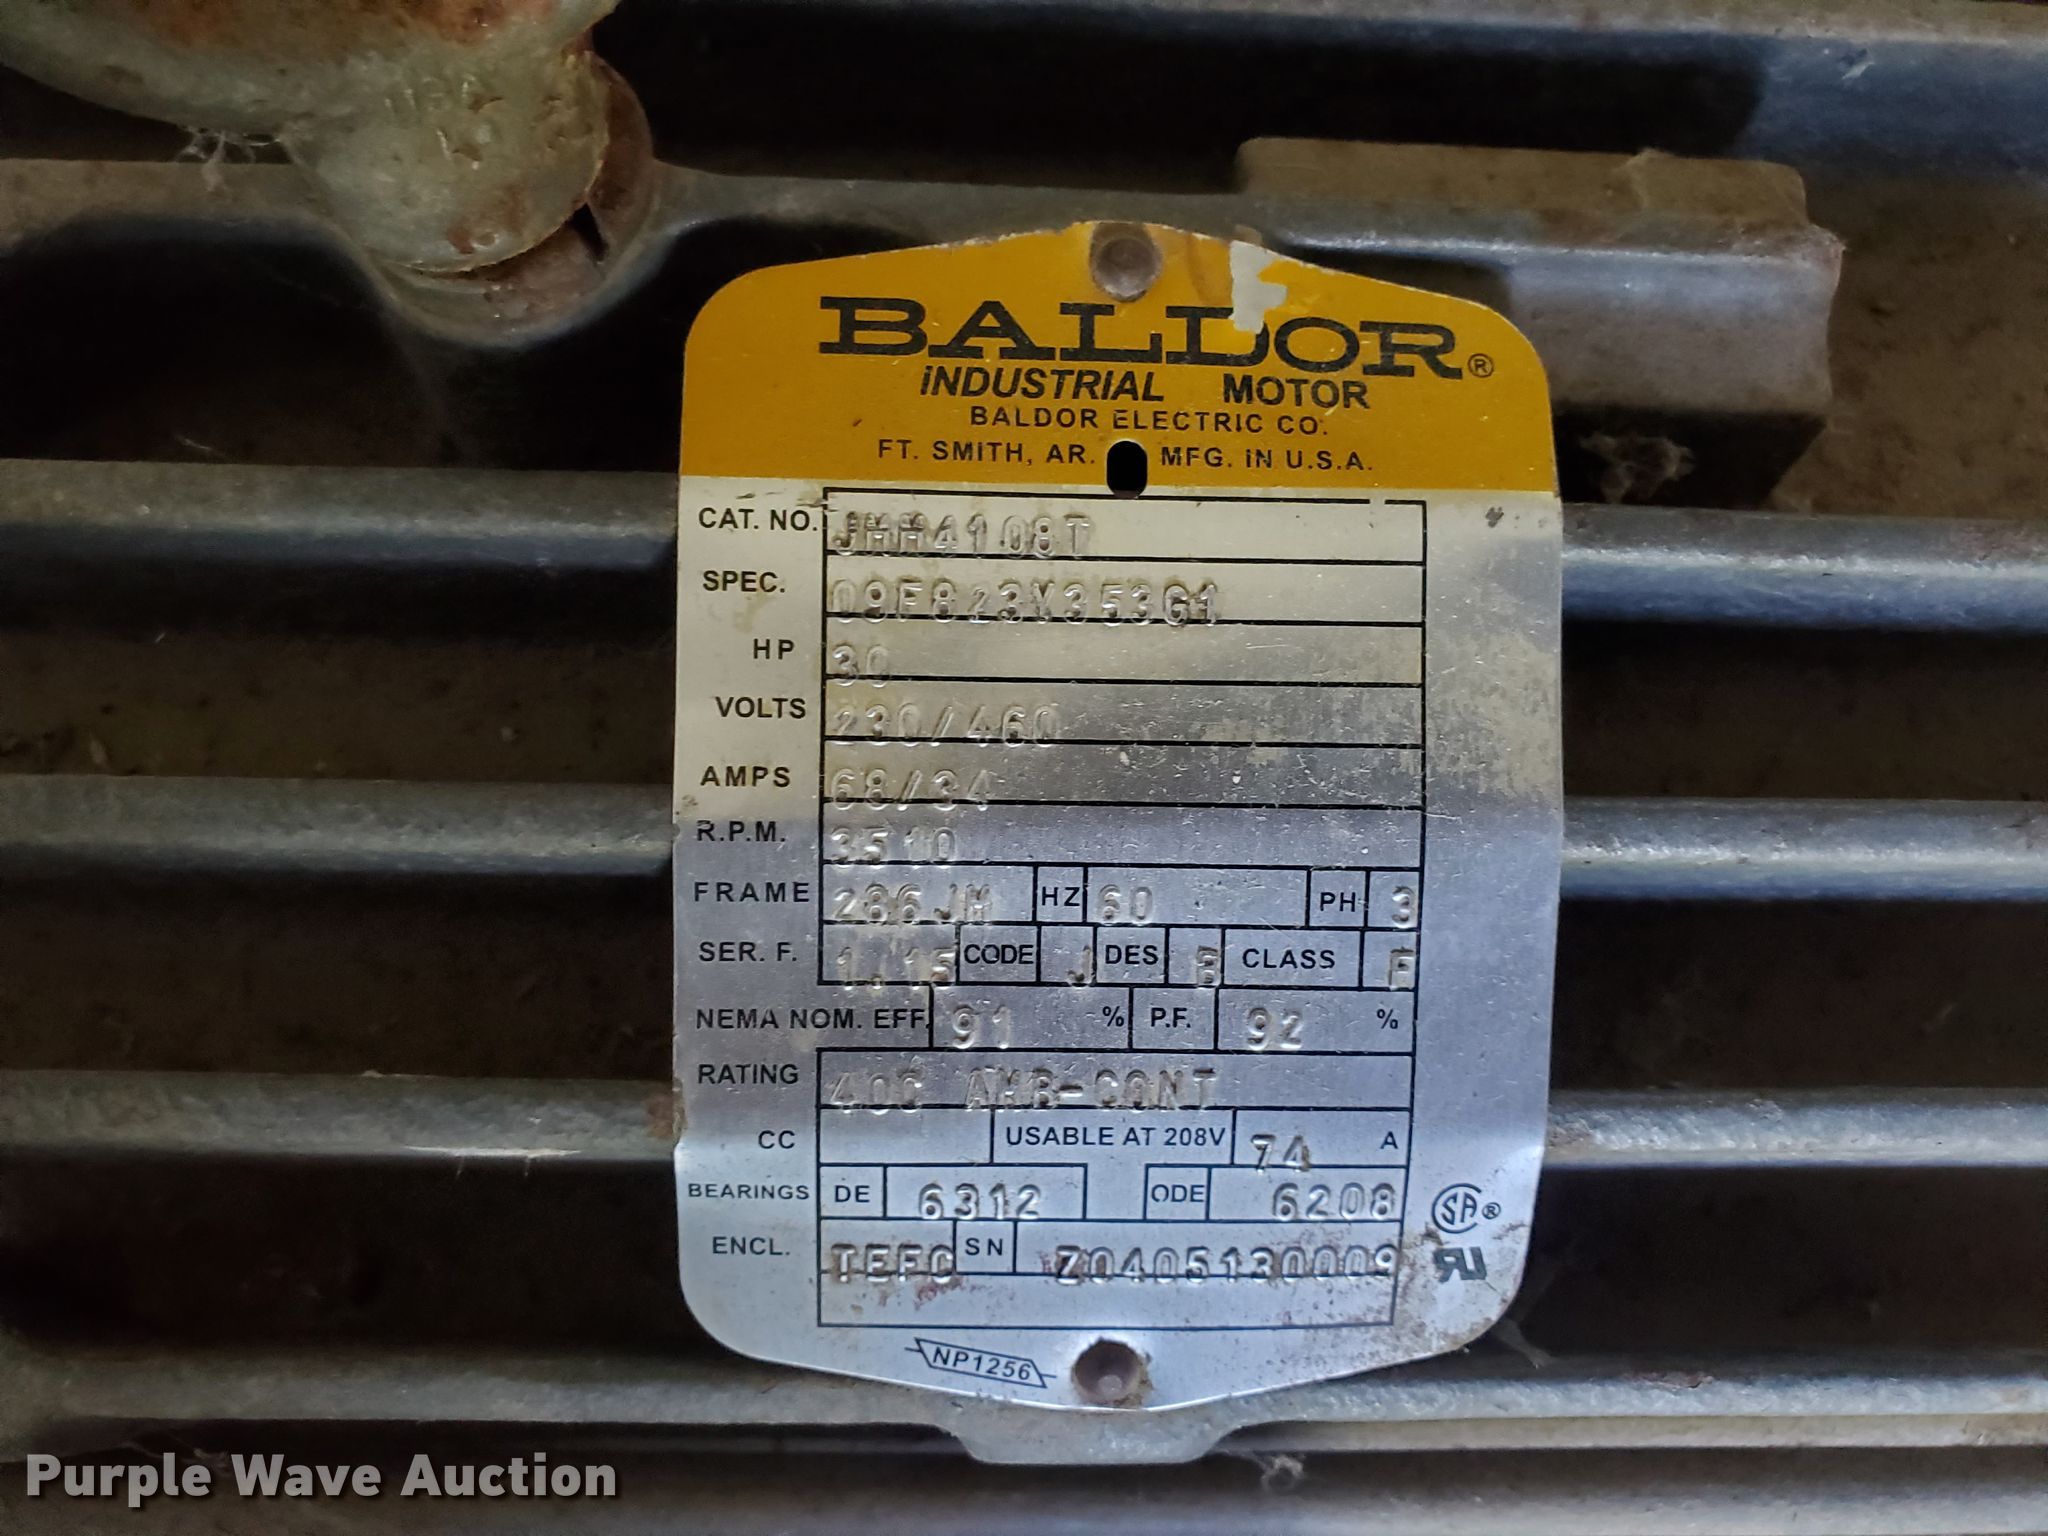 BALDOR®
INDUSTRIAL MOTOR
BALDOR ELECTRIC CO.
FT. SMITH, AR. MFG. IN U.S.A.
CAT. NO. JMM4108T
SPEC. 09F823Y353G1
HP 30
VOLTS 230/460
AMPS 68/34
R.P.M. 3510
FRAME 286JM HZ 60 PH 3
SER. F. 1.15 CODE J DES B CLASS F
NEMA NOM. EFF. 91 % P.F. 92 %
RATING 40C AMB-CONT
CC USABLE AT 208V 74 A
BEARINGS DE 6312 ODE 6208
ENCL. TEFC SN Z0405130009
SA®
RU
NP1256
Purple Wave Auction